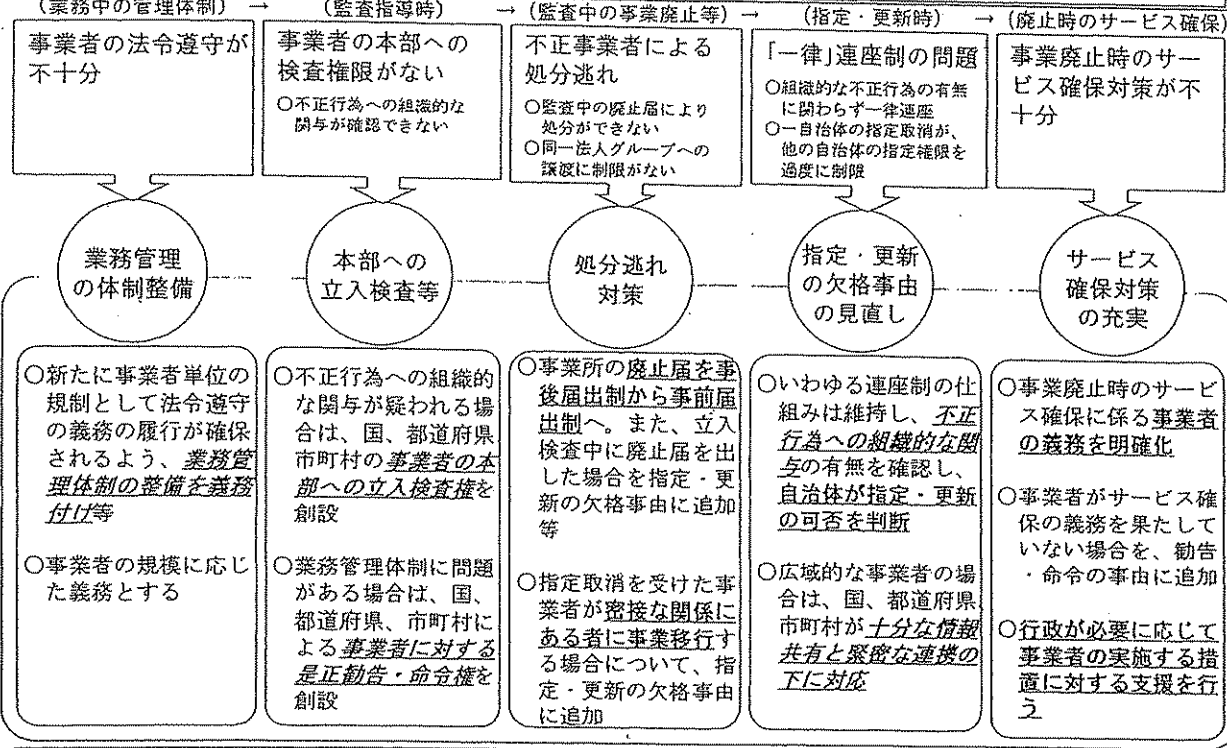 (業務中の管理体制) → (監査指導時) → (監査中の事業廃止等) → (指定・更新時) → (廃止時のサービス確保)
事業者の法令遵守が
不十分
事業者の本部への
検査権限がない
○不正行為への組織的な
関与が確認できない
不正事業者による
処分逃れ
○監査中の廃止届により
処分ができない
○同一法人グループへの
譲渡に制限がない
「一律」連座制の問題
○組織的な不正行為の有無
に関わらず一律連座
○一自治体の指定取消が、
他の自治体の指定権限を
過度に制限
事業廃止時のサー
ビス確保対策が不
十分
業務管理
の体制整備
本部への
立入検査等
処分逃れ
対策
指定・更新
の欠格事由
の見直し
サービス
確保対策
の充実
○新たに事業者単位の
規制として法令遵守
の義務の履行が確保
されるよう、業務管
理体制の整備を義務
付け等
○事業者の規模に応じ
た義務とする
○不正行為への組織的
な関与が疑われる場
合は、国、都道府県
市町村の事業者の本
部への立入検査権を
創設
○業務管理体制に問題
がある場合は、国、
都道府県、市町村に
よる事業者に対する
是正勧告・命令権を
創設
○事業所の廃止届を事
後届出制から事前届
出制へ。また、立入
検査中に廃止届を出
した場合を指定・更
新の欠格事由に追加
等
○指定取消を受けた事
業者が密接な関係に
ある者に事業移行す
る場合について、指
定・更新の欠格事由
に追加
○いわゆる連座制の仕
組みは維持し、不正
行為への組織的な関
与の有無を確認し、
自治体が指定・更新
の可否を判断
○広域的な事業者の場
合は、国、都道府県
市町村が十分な情報
共有と緊密な連携の
下に対応
○事業廃止時のサービ
ス確保に係る事業者
の義務を明確化
○事業者がサービス確
保の義務を果たして
いない場合を、勧告
・命令の事由に追加
○行政が必要に応じて
事業者の実施する措
置に対する支援を行
う